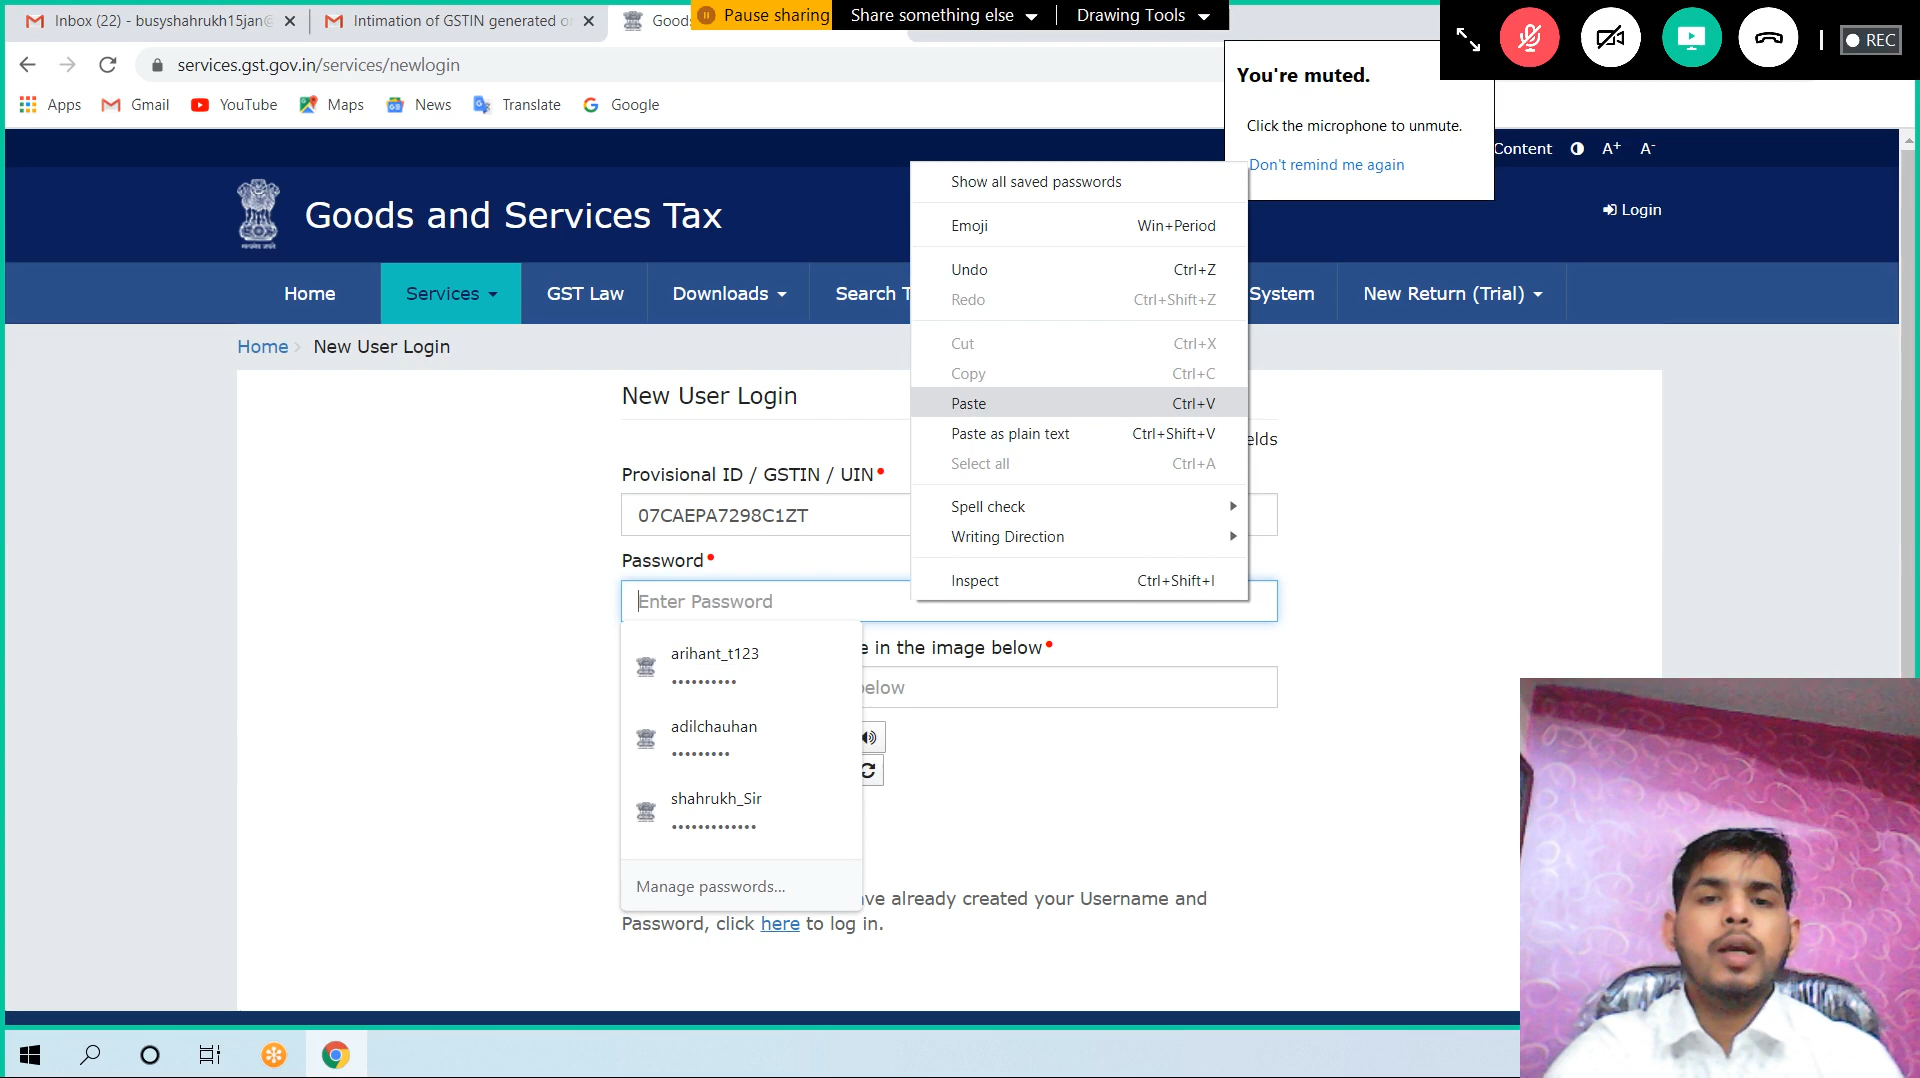 Inbox (22) - busyshahrukh15jan@
Intimation of GSTIN generated o
Goods
Pause sharing
Share something else
Drawing Tools
REC
services.gst.gov.in/services/newlogin
You're muted.
Click the microphone to unmute.
Don't remind me again
Apps
Gmail
YouTube
Maps
News
Translate
Google
Content
A+
A-
Goods and Services Tax
Login
Home
Services
GST Law
Downloads
Search T
System
New Return (Trial)
Home
New User Login
Show all saved passwords
Emoji Win+Period
Undo Ctrl+Z
Redo Ctrl+Shift+Z
Cut Ctrl+X
Copy Ctrl+C
Paste Ctrl+V
Paste as plain text Ctrl+Shift+V
Select all Ctrl+A
Spell check
Writing Direction
Inspect Ctrl+Shift+I
New User Login
elds
Provisional ID / GSTIN / UIN•
07CAEPA7298C1ZT
Password•
Enter Password
arihant_t123
••••••••••
adilchauhan
•••••••••
shahrukh_Sir
•••••••••••••
Manage passwords...
e in the image below•
below
ve already created your Username and
Password, click here to log in.